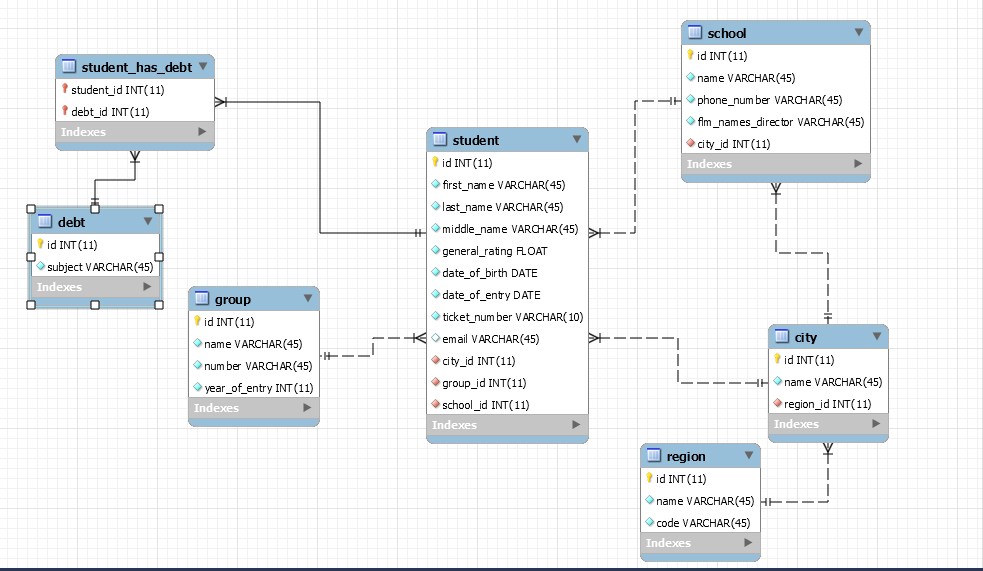 student_has_debt
student_id INT(11)
debt_id INT(11)
Indexes
debt
id INT(11)
subject VARCHAR(45)
Indexes
group
id INT(11)
name VARCHAR(45)
number VARCHAR(45)
year_of_entry INT(11)
Indexes
student
id INT(11)
first_name VARCHAR(45)
last_name VARCHAR(45)
middle_name VARCHAR(45)
general_rating FLOAT
date_of_birth DATE
date_of_entry DATE
ticket_number VARCHAR(10)
email VARCHAR(45)
city_id INT(11)
group_id INT(11)
school_id INT(11)
Indexes
school
id INT(11)
name VARCHAR(45)
phone_number VARCHAR(45)
flm_names_director VARCHAR(45)
city_id INT(11)
Indexes
city
id INT(11)
name VARCHAR(45)
region_id INT(11)
Indexes
region
id INT(11)
name VARCHAR(45)
code VARCHAR(45)
Indexes